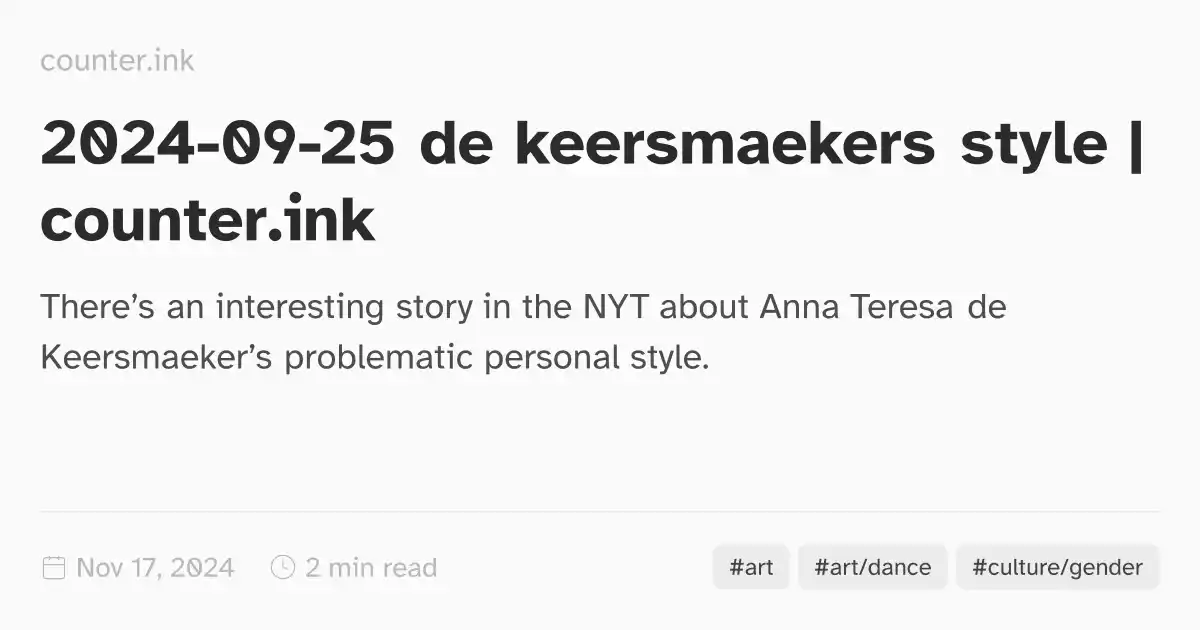 counter.ink
2024-09-25 de keersmaekers style |
counter.ink
There’s an interesting story in the NYT about Anna Teresa de
Keersmaeker’s problematic personal style.
Nov 17, 2024 2 min read #art #art/dance #culture/gender